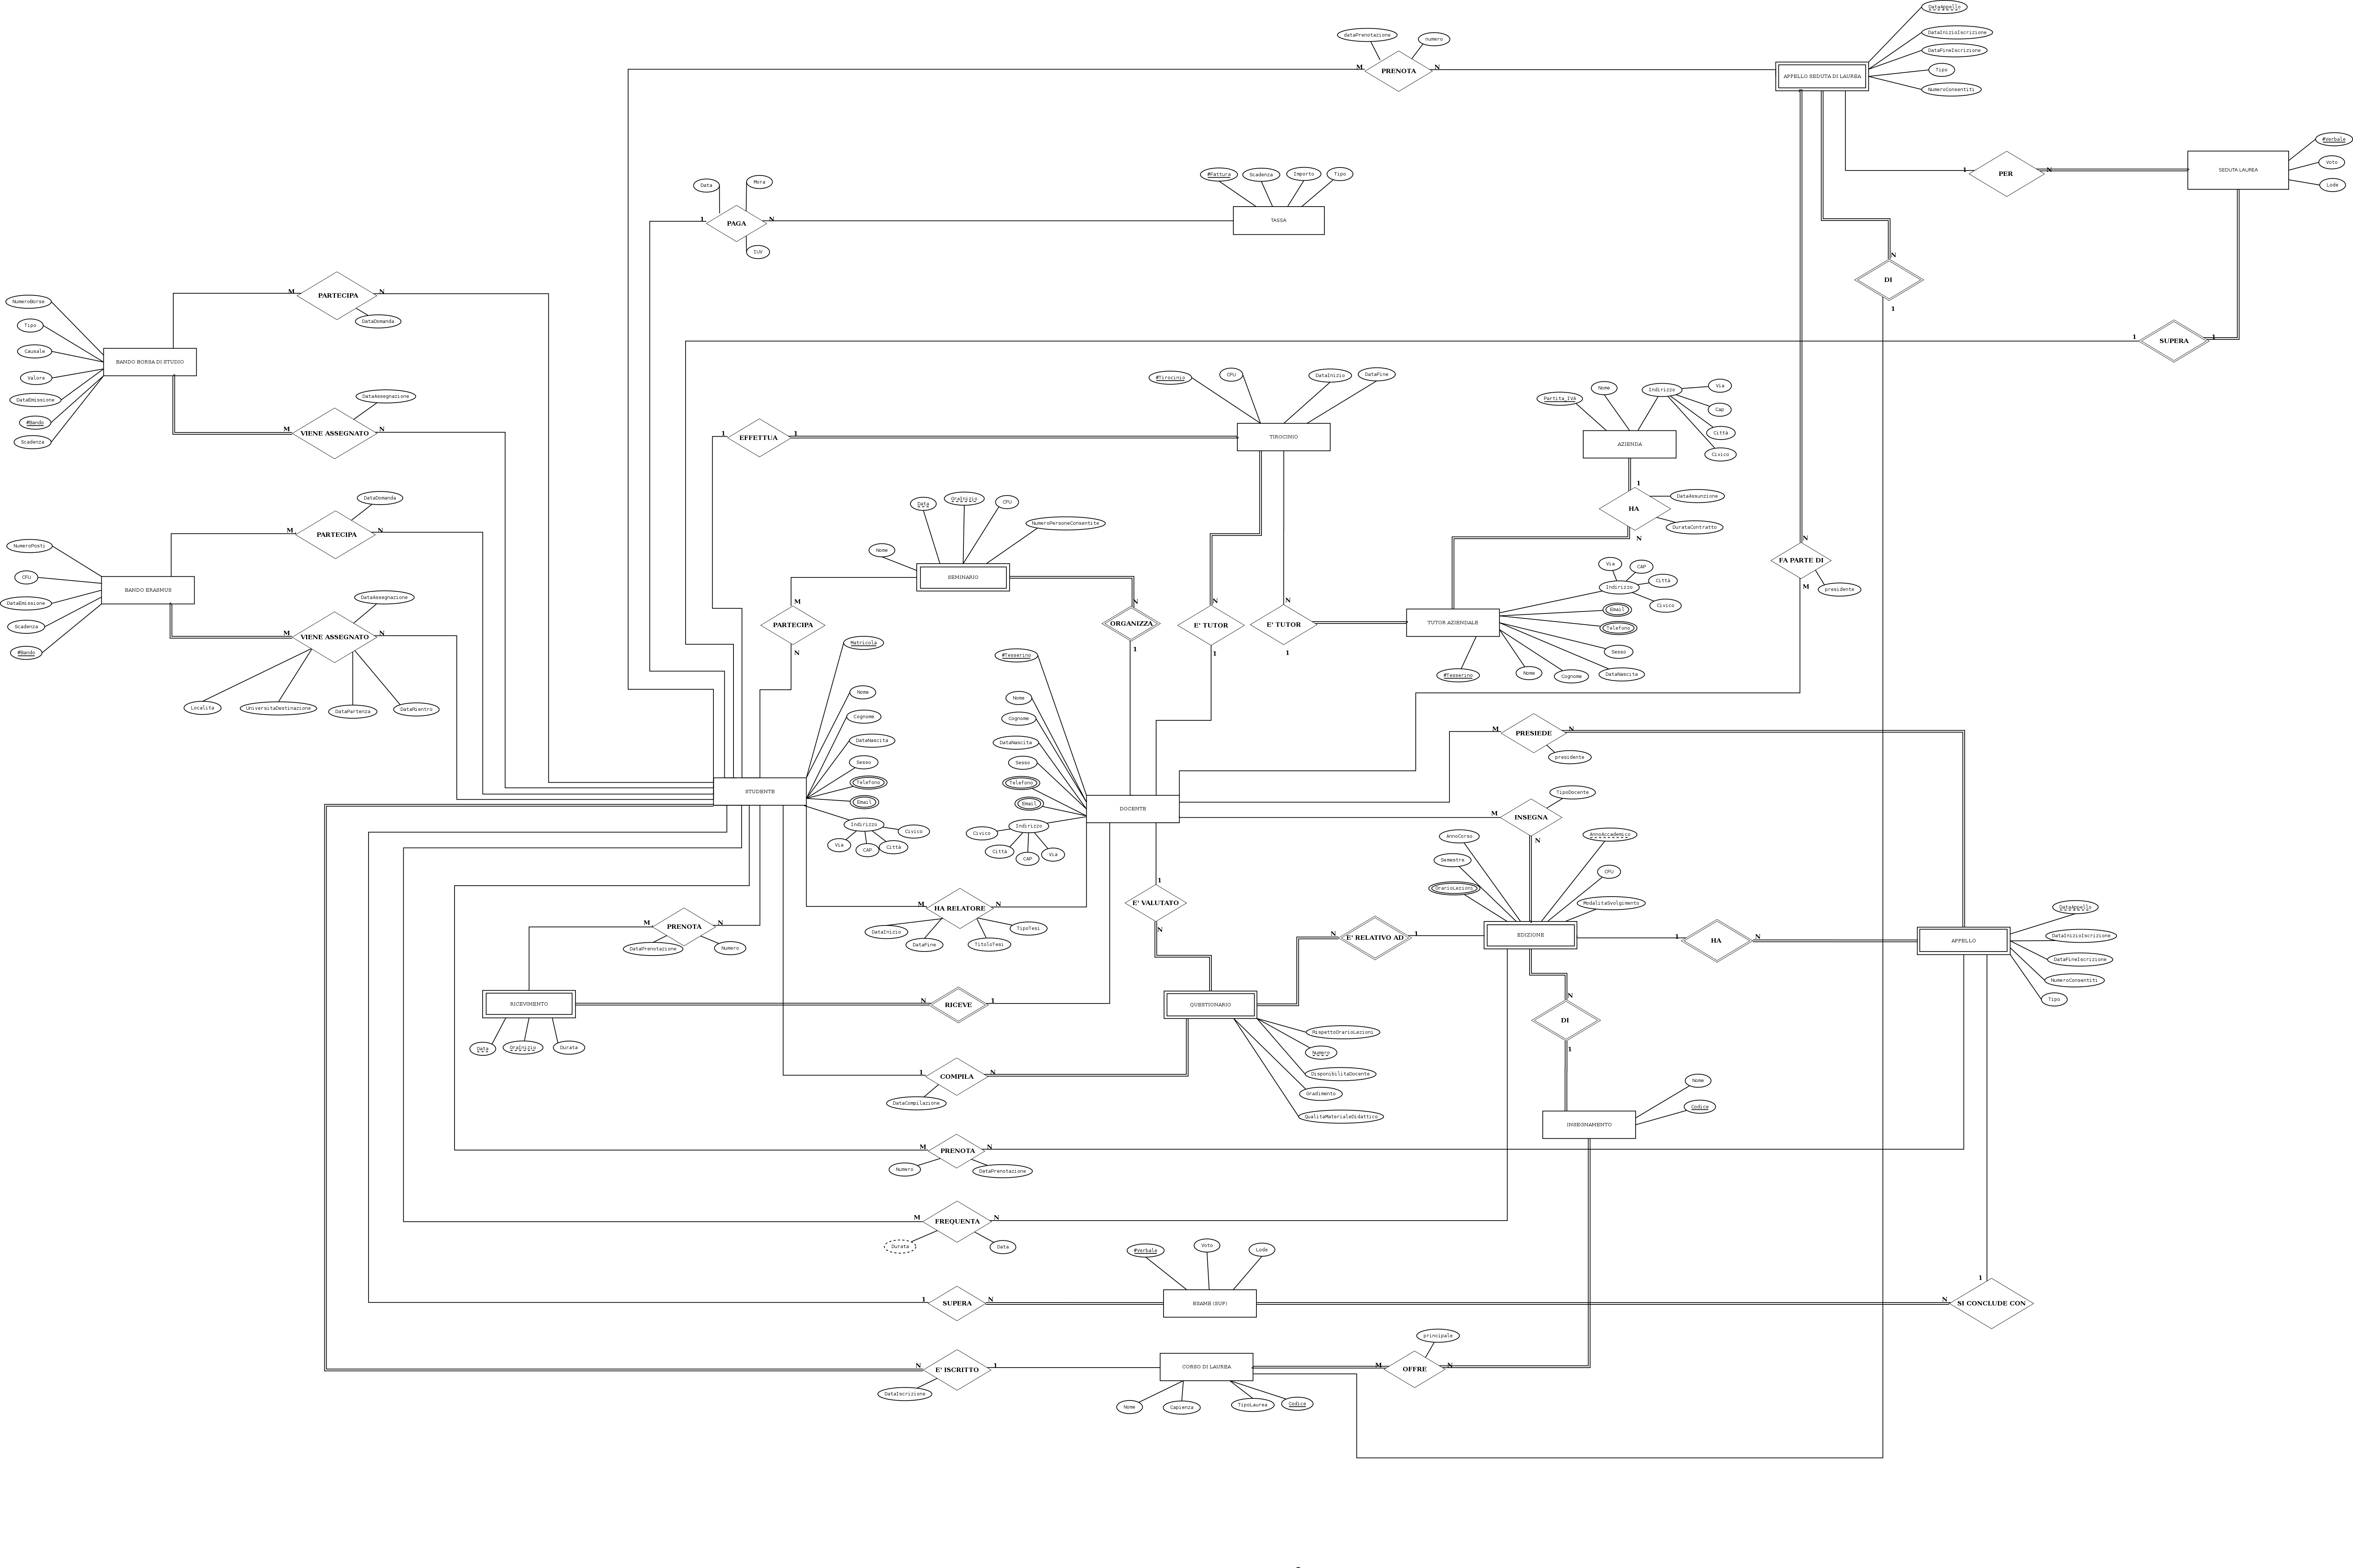 DataAppello
DataInizioIscrizione
DataFineIscrizione
Tipo
NumeroConsentiti
APPELLO SEDUTA DI LAUREA
dataPrenotazione
numero
M
PRENOTA
N
#Verbale
Voto
Lode
SEDUTA LAUREA
1
PER
N
Data
Mora
1
PAGA
N
IUV
#Fattura
Scadenza
Importo
Tipo
TASSA
N
DI
1
1
SUPERA
1
M
PARTECIPA
N
DataDomanda
NumeroBorse
Tipo
Causale
Valore
DataEmissione
#Bando
Scadenza
BANDO BORSA DI STUDIO
DataAssegnazione
M
VIENE ASSEGNATO
N
#Tirocinio
CFU
DataInizio
DataFine
1
EFFETTUA
1
TIROCINIO
Partita_IVA
Nome
Indirizzo
Via
Cap
Città
Civico
AZIENDA
1
HA
N
DataAssunzione
DurataContratto
DataDomanda
M
PARTECIPA
N
Data
OraInizio
CFU
NumeroPersoneConsentite
Nome
SEMINARIO
N
FA PARTE DI
M
presidente
NumeroPosti
CFU
DataEmissione
Scadenza
#Bando
BANDO ERASMUS
DataAssegnazione
M
VIENE ASSEGNATO
N
Localita
UniversitaDestinazione
DataPartenza
DataRientro
M
PARTECIPA
N
N
ORGANIZZA
1
N
E' TUTOR
1
N
E' TUTOR
1
TUTOR AZIENDALE
Via
CAP
Indirizzo
Città
Civico
Email
Telefono
Sesso
DataNascita
Cognome
Nome
#Tesserino
Matricola
Nome
Cognome
DataNascita
Sesso
Telefono
Email
Indirizzo
Civico
Via
CAP
Città
STUDENTE
#Tesserino
Nome
Cognome
DataNascita
Sesso
Telefono
Email
Indirizzo
Civico
Città
CAP
Via
DOCENTE
M
PRESIEDE
N
presidente
M
INSEGNA
N
TipoDocente
AnnoCorso
Semestre
OrarioLezioni
AnnoAccademico
CFU
ModalitaSvolgimento
EDIZIONE
1
E' VALUTATO
N
M
HA RELATORE
N
DataInizio
DataFine
TitoloTesi
TipoTesi
M
PRENOTA
N
DataPrenotazione
Numero
N
E' RELATIVO AD
1
1
HA
N
APPELLO
DataAppello
DataInizioIscrizione
DataFineIscrizione
NumeroConsentiti
Tipo
RICEVIMENTO
Data
OraInizio
Durata
N
RICEVE
1
QUESTIONARIO
RispettoOrarioLezioni
Numero
DisponibilitaDocente
Gradimento
QualitaMaterialeDidattico
N
DI
1
1
COMPILA
N
DataCompilazione
Nome
Codice
INSEGNAMENTO
M
PRENOTA
N
Numero
DataPrenotazione
M
FREQUENTA
N
Durata
Data
#Verbale
Voto
Lode
1
SUPERA
N
ESAME (SUP)
N
SI CONCLUDE CON
1
N
E' ISCRITTO
1
DataIscrizione
CORSO DI LAUREA
Nome
Capienza
TipoLaurea
Codice
principale
M
OFFRE
N